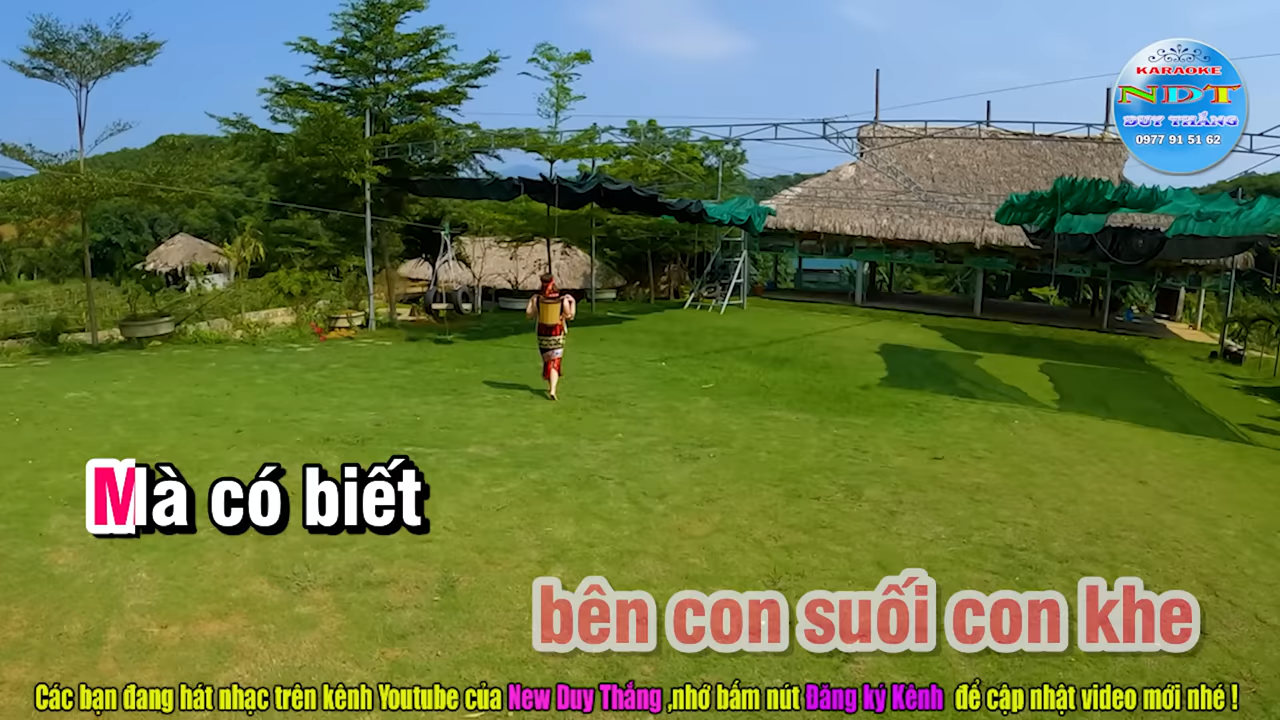 KARAOKE
NDT
DUY THẮNG
0977 91 51 62
Mà có biết
bên con suối con khe
Các bạn đang hát nhạc trên kênh Youtube của New Duy Thắng ,nhớ bấm nút Đăng ký Kênh để cập nhật video mới nhé !